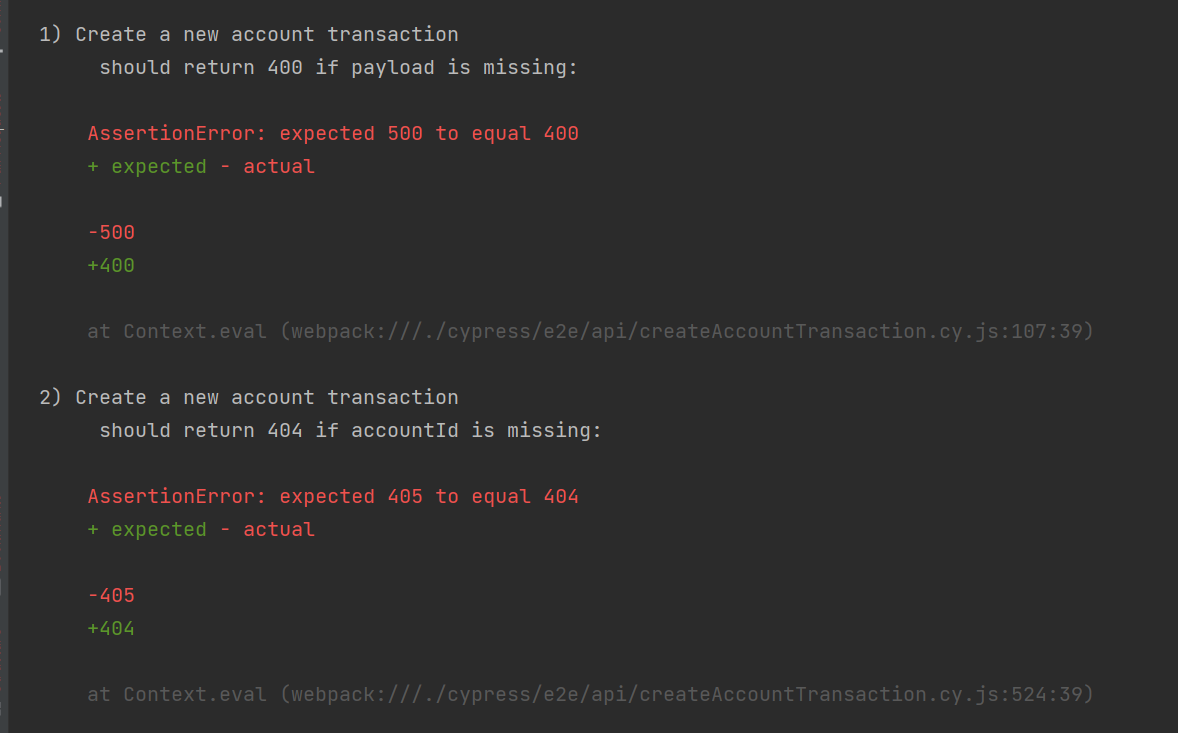 1) Create a new account transaction
should return 400 if payload is missing:
AssertionError: expected 500 to equal 400
+ expected - actual
-500
+400
at Context.eval (webpack:///./cypress/e2e/api/createAccountTransaction.cy.js:107:39)
2) Create a new account transaction
should return 404 if accountId is missing:
AssertionError: expected 405 to equal 404
+ expected - actual
-405
+404
at Context.eval (webpack:///./cypress/e2e/api/createAccountTransaction.cy.js:524:39)